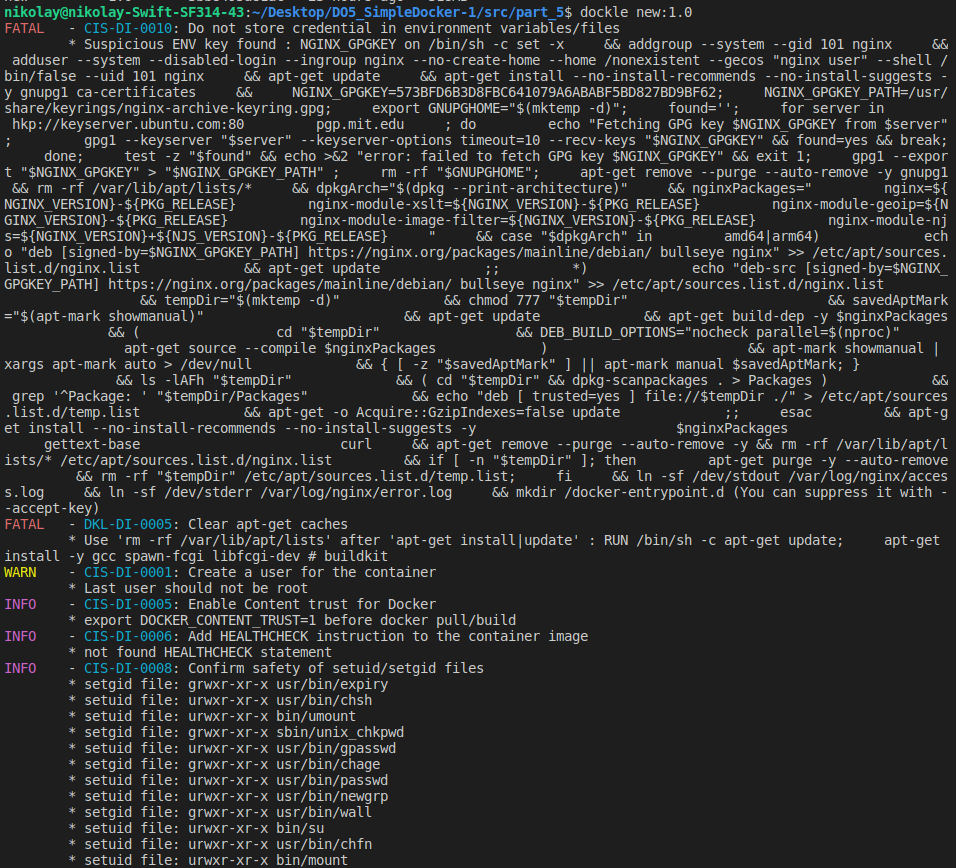 nikolay@nikolay-Swift-SF314-43:~/Desktop/DO5_SimpleDocker-1/src/part_5$ dockle new:1.0
FATAL   - CIS-DI-0010: Do not store credential in environment variables/files
        * Suspicious ENV key found : NGINX_GPGKEY on /bin/sh -c set -x     && addgroup --system --gid 101 nginx     &&
 adduser --system --disabled-login --ingroup nginx --no-create-home --home /nonexistent --gecos "nginx user" --shell /
bin/false --uid 101 nginx     && apt-get update     && apt-get install --no-install-recommends --no-install-suggests -
y gnupg1 ca-certificates     &&     NGINX_GPGKEY=573BFD6B3D8FBC641079A6ABABF5BD827BD9BF62;     NGINX_GPGKEY_PATH=/usr/
share/keyrings/nginx-archive-keyring.gpg;     export GNUPGHOME="$(mktemp -d)";     found='';     for server in
 hkp://keyserver.ubuntu.com:80         pgp.mit.edu     ; do         echo "Fetching GPG key $NGINX_GPGKEY from $server"
;         gpg1 --keyserver "$server" --keyserver-options timeout=10 --recv-keys "$NGINX_GPGKEY" && found=yes && break;
     done;     test -z "$found" && echo >&2 "error: failed to fetch GPG key $NGINX_GPGKEY" && exit 1;     gpg1 --expor
t "$NGINX_GPGKEY" > "$NGINX_GPGKEY_PATH" ;     rm -rf "$GNUPGHOME";     apt-get remove --purge --auto-remove -y gnupg1
 && rm -rf /var/lib/apt/lists/*     && dpkgArch="$(dpkg --print-architecture)"     && nginxPackages="         nginx=${
NGINX_VERSION}-${PKG_RELEASE}         nginx-module-xslt=${NGINX_VERSION}-${PKG_RELEASE}         nginx-module-geoip=${N
GINX_VERSION}-${PKG_RELEASE}         nginx-module-image-filter=${NGINX_VERSION}-${PKG_RELEASE}         nginx-module-nj
s=${NGINX_VERSION}+${NJS_VERSION}-${PKG_RELEASE}     "     && case "$dpkgArch" in         amd64|arm64)             ech
o "deb [signed-by=$NGINX_GPGKEY_PATH] https://nginx.org/packages/mainline/debian/ bullseye nginx" >> /etc/apt/sources.
list.d/nginx.list             && apt-get update             ;;         *)             echo "deb-src [signed-by=$NGINX_
GPGKEY_PATH] https://nginx.org/packages/mainline/debian/ bullseye nginx" >> /etc/apt/sources.list.d/nginx.list
                 && tempDir="$(mktemp -d)"             && chmod 777 "$tempDir"                         && savedAptMark
="$(apt-mark showmanual)"                         && apt-get update             && apt-get build-dep -y $nginxPackages
             && (                 cd "$tempDir"                 && DEB_BUILD_OPTIONS="nocheck parallel=$(nproc)"
               apt-get source --compile $nginxPackages             )                         && apt-mark showmanual |
xargs apt-mark auto > /dev/null             && { [ -z "$savedAptMark" ] || apt-mark manual $savedAptMark; }
              && ls -lAFh "$tempDir"             && ( cd "$tempDir" && dpkg-scanpackages . > Packages )             &&
 grep '^Package: ' "$tempDir/Packages"             && echo "deb [ trusted=yes ] file://$tempDir ./" > /etc/apt/sources
.list.d/temp.list             && apt-get -o Acquire::GzipIndexes=false update             ;;     esac         && apt-g
et install --no-install-recommends --no-install-suggests -y                         $nginxPackages
     gettext-base                         curl     && apt-get remove --purge --auto-remove -y && rm -rf /var/lib/apt/l
ists/* /etc/apt/sources.list.d/nginx.list         && if [ -n "$tempDir" ]; then         apt-get purge -y --auto-remove
         && rm -rf "$tempDir" /etc/apt/sources.list.d/temp.list;     fi     && ln -sf /dev/stdout /var/log/nginx/acces
s.log     && ln -sf /dev/stderr /var/log/nginx/error.log     && mkdir /docker-entrypoint.d (You can suppress it with -
-accept-key)
FATAL   - DKL-DI-0005: Clear apt-get caches
        * Use 'rm -rf /var/lib/apt/lists' after 'apt-get install|update' : RUN /bin/sh -c apt-get update;     apt-get
install -y gcc spawn-fcgi libfcgi-dev # buildkit
WARN    - CIS-DI-0001: Create a user for the container
        * Last user should not be root
INFO    - CIS-DI-0005: Enable Content trust for Docker
        * export DOCKER_CONTENT_TRUST=1 before docker pull/build
INFO    - CIS-DI-0006: Add HEALTHCHECK instruction to the container image
        * not found HEALTHCHECK statement
INFO    - CIS-DI-0008: Confirm safety of setuid/setgid files
        * setgid file: grwxr-xr-x usr/bin/expiry
        * setuid file: urwxr-xr-x usr/bin/chsh
        * setuid file: urwxr-xr-x bin/umount
        * setgid file: grwxr-xr-x sbin/unix_chkpwd
        * setuid file: urwxr-xr-x usr/bin/gpasswd
        * setgid file: grwxr-xr-x usr/bin/chage
        * setuid file: urwxr-xr-x usr/bin/passwd
        * setuid file: urwxr-xr-x usr/bin/newgrp
        * setgid file: grwxr-xr-x usr/bin/wall
        * setuid file: urwxr-xr-x bin/su
        * setuid file: urwxr-xr-x usr/bin/chfn
        * setuid file: urwxr-xr-x bin/mount